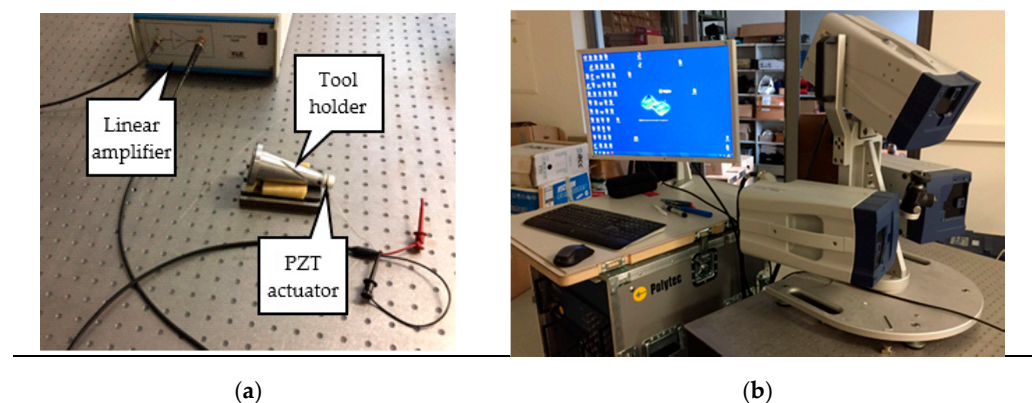 Linear
amplifier
Tool
holder
PZT
actuator
Polytec
(a)
(b)